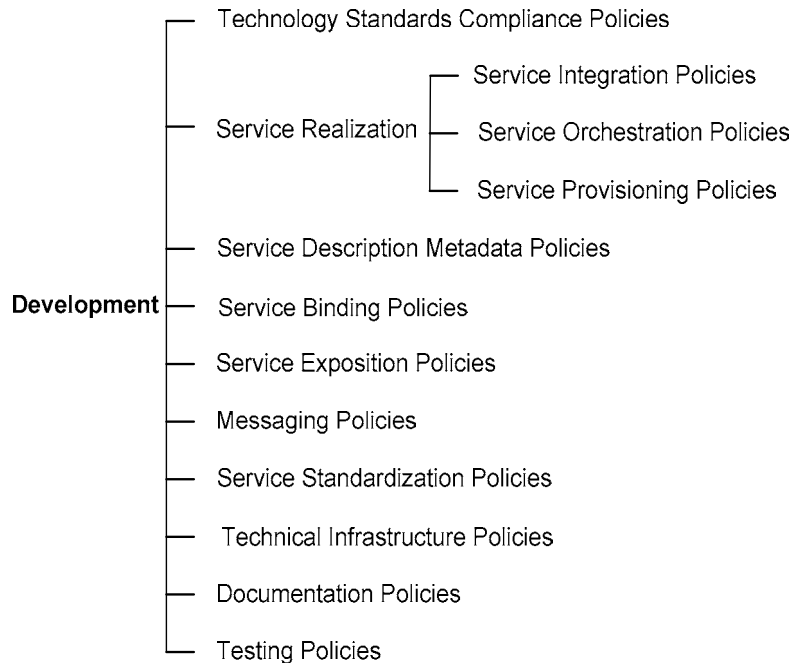 Technology Standards Compliance Policies
Service Integration Policies
Service Realization
Service Orchestration Policies
Service Provisioning Policies
Service Description Metadata Policies
Development
Service Binding Policies
Service Exposition Policies
Messaging Policies
Service Standardization Policies
Technical Infrastructure Policies
Documentation Policies
Testing Policies